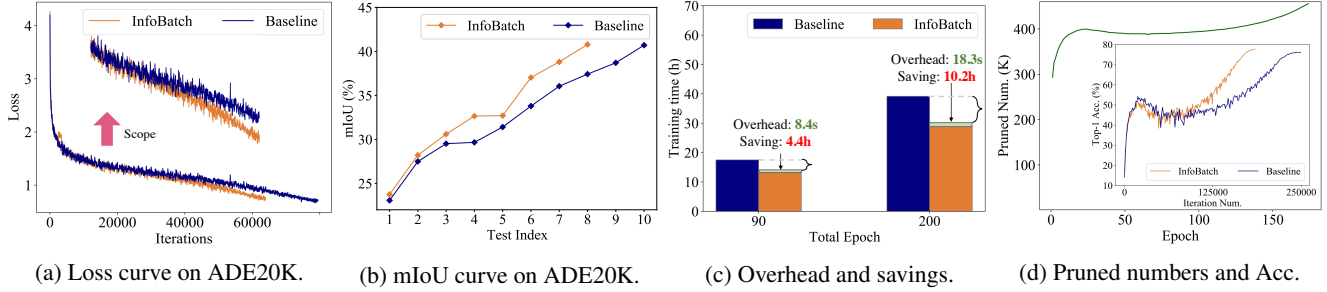 4
3
2
1
Loss
InfoBatch
Baseline
Scope
0
20000
40000
60000
Iterations
(a) Loss curve on ADE20K.
45
40
35
30
25
mIoU (%)
InfoBatch
Baseline
1 2 3 4 5 6 7 8 9 10
Test Index
(b) mIoU curve on ADE20K.
70
60
50
40
30
20
10
0
Training time (h)
Baseline
InfoBatch
Overhead: 8.4s
Saving: 4.4h
Overhead: 18.3s
Saving: 10.2h
90
200
Total Epoch
(c) Overhead and savings.
400
300
200
100
Pruned Num. (K)
80
70
60
50
40
30
20
10
Top-1 Acc. (%)
InfoBatch
Baseline
0
125000
250000
Iteration Num.
0
50
100
150
Epoch
(d) Pruned numbers and Acc.